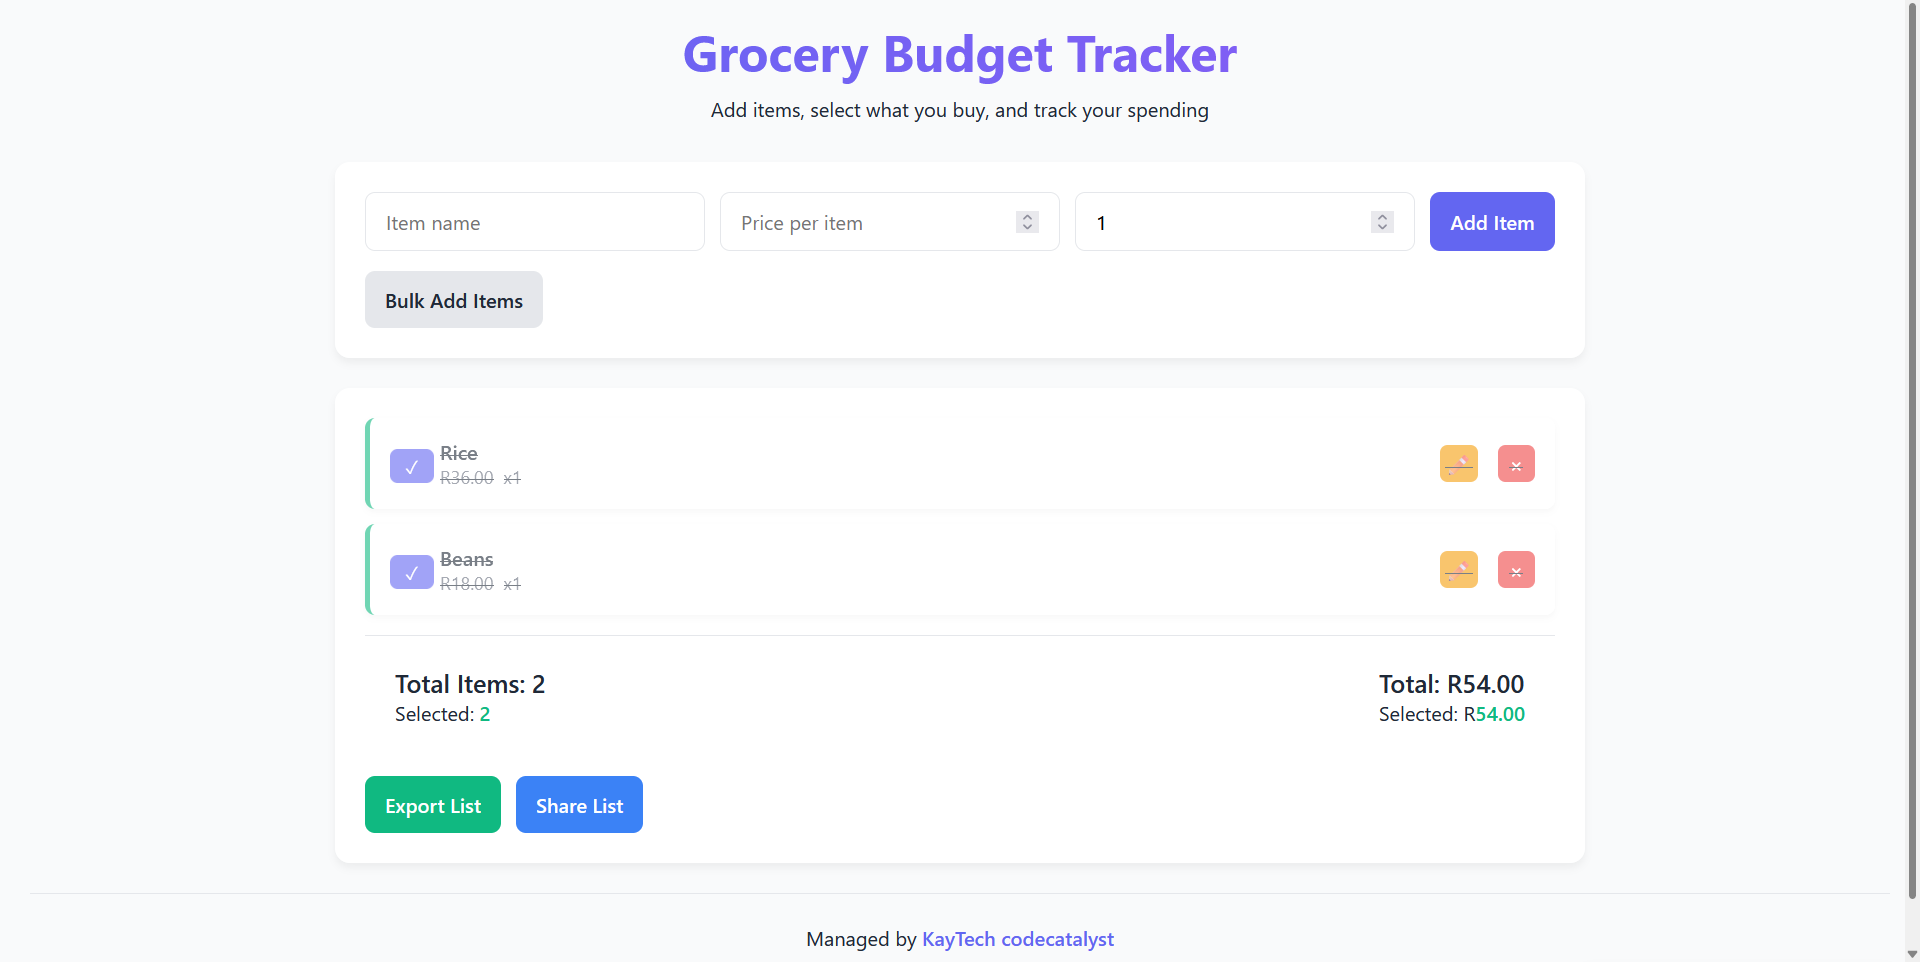 Grocery Budget Tracker
Add items, select what you buy, and track your spending
Item name
Price per item
1
Add Item
Bulk Add Items
✓
Rice
R36.00 x1
×
✓
Beans
R18.00 x1
×
Total Items: 2
Selected: 2
Total: R54.00
Selected: R54.00
Export List
Share List
Managed by KayTech codecatalyst